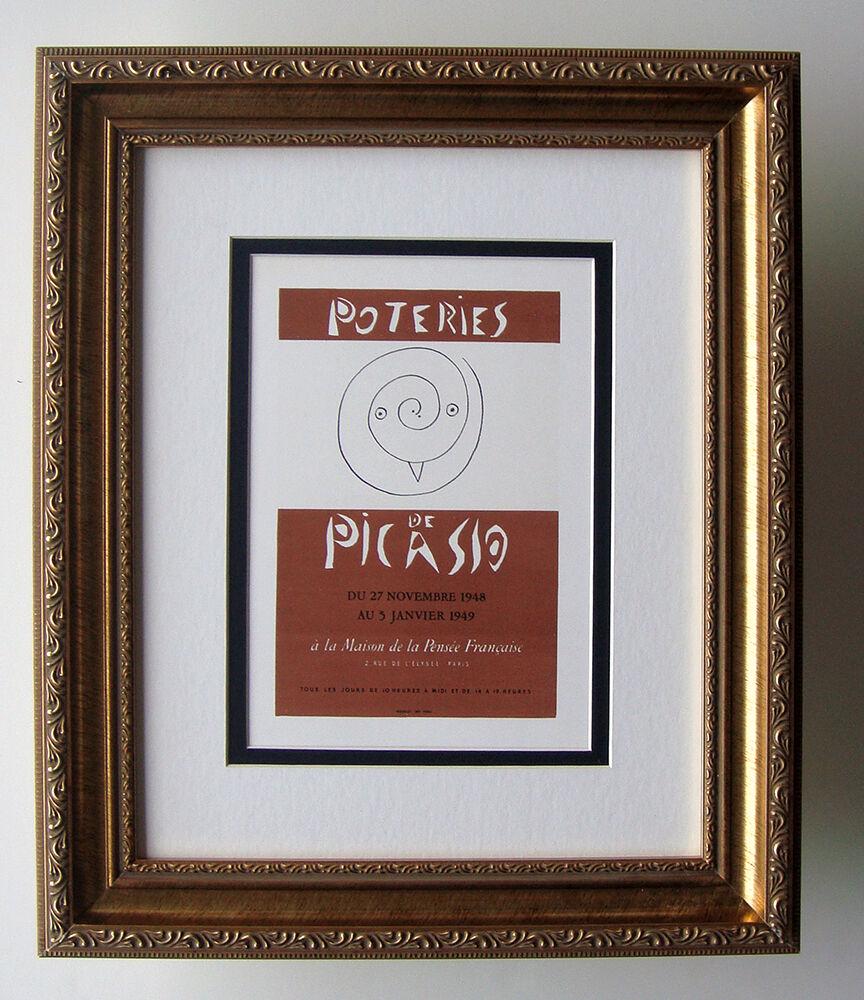 POTERIES
DE
PICASSO
DU 27 NOVEMBRE 1948
AU 5 JANVIER 1949
à la Maison de la Pensée Française
2 RUE DE L'ELYSEE PARIS
TOUS LES JOURS DE 10 HEURES A MIDI ET DE 14 A 19 HEURES